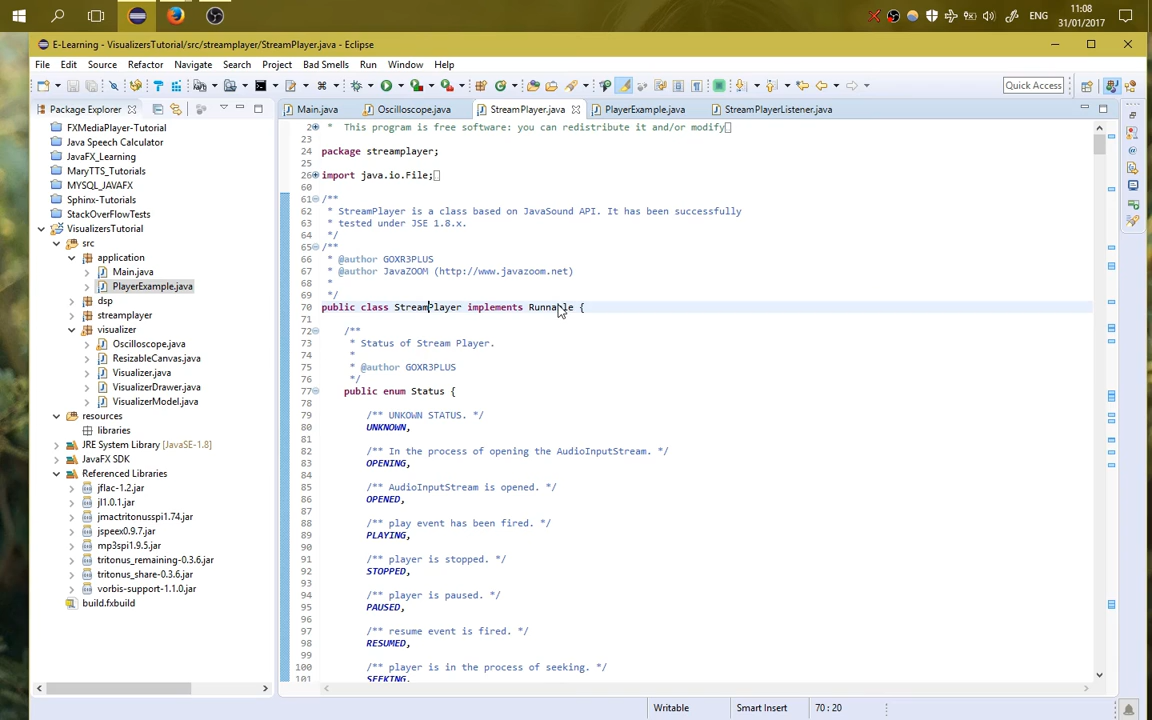 11:08
ENG
31/01/2017
E-Learning - VisualizersTutorial/src/streamplayer/StreamPlayer.java - Eclipse
File Edit Source Refactor Navigate Search Project Bad Smells Run Window Help
Quick Access
Package Explorer
Main.java
Oscilloscope.java
StreamPlayer.java
PlayerExample.java
StreamPlayerListener.java
FXMediaPlayer-Tutorial
Java Speech Calculator
JavaFX_Learning
MaryTTS_Tutorials
MYSQL_JAVAFX
Sphinx-Tutorials
StackOverFlowTests
VisualizersTutorial
src
application
Main.java
PlayerExample.java
dsp
streamplayer
visualizer
Oscilloscope.java
ResizableCanvas.java
Visualizer.java
VisualizerDrawer.java
VisualizerModel.java
resources
libraries
JRE System Library [JavaSE-1.8]
JavaFX SDK
Referenced Libraries
jflac-1.2.jar
jl1.0.1.jar
jmactritonusspi1.74.jar
jspeex0.9.7.jar
mp3spi1.9.5.jar
tritonus_remaining-0.3.6.jar
tritonus_share-0.3.6.jar
vorbis-support-1.1.0.jar
build.fxbuild
2 * This program is free software: you can redistribute it and/or modify
23
24 package streamplayer;
25
26 import java.io.File;
60
61 /**
62 * StreamPlayer is a class based on JavaSound API. It has been successfully
63 * tested under JSE 1.8.x.
64 */
65 /**
66 * @author GOXR3PLUS
67 * @author JavaZOOM (http://www.javazoom.net)
68 *
69 */
70 public class StreamPlayer implements Runnable {
71
72 /**
73 * Status of Stream Player.
74 *
75 * @author GOXR3PLUS
76 */
77 public enum Status {
78
79 /** UNKOWN STATUS. */
80 UNKNOWN,
81
82 /** In the process of opening the AudioInputStream. */
83 OPENING,
84
85 /** AudioInputStream is opened. */
86 OPENED,
87
88 /** play event has been fired. */
89 PLAYING,
90
91 /** player is stopped. */
92 STOPPED,
93
94 /** player is paused. */
95 PAUSED,
96
97 /** resume event is fired. */
98 RESUMED,
99
100 /** player is in the process of seeking. */
101 SEEKING,
Writable
Smart Insert
70 : 20